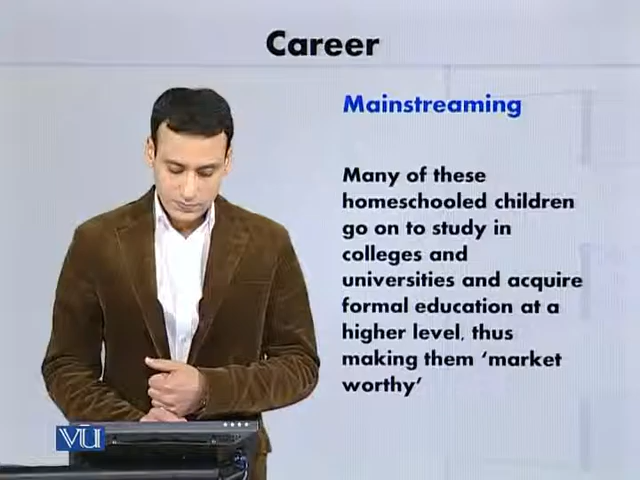 Career
Mainstreaming
Many of these
homeschooled children
go on to study in
colleges and
universities and acquire
formal education at a
higher level, thus
making them ‘market
worthy’
VU